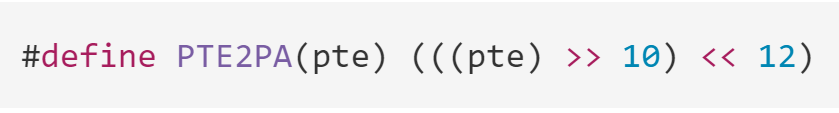 #define PTE2PA(pte) (((pte) >> 10) << 12)